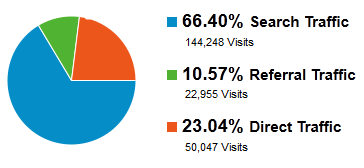 66.40% Search Traffic
144,248 Visits
10.57% Referral Traffic
22,955 Visits
23.04% Direct Traffic
50,047 Visits